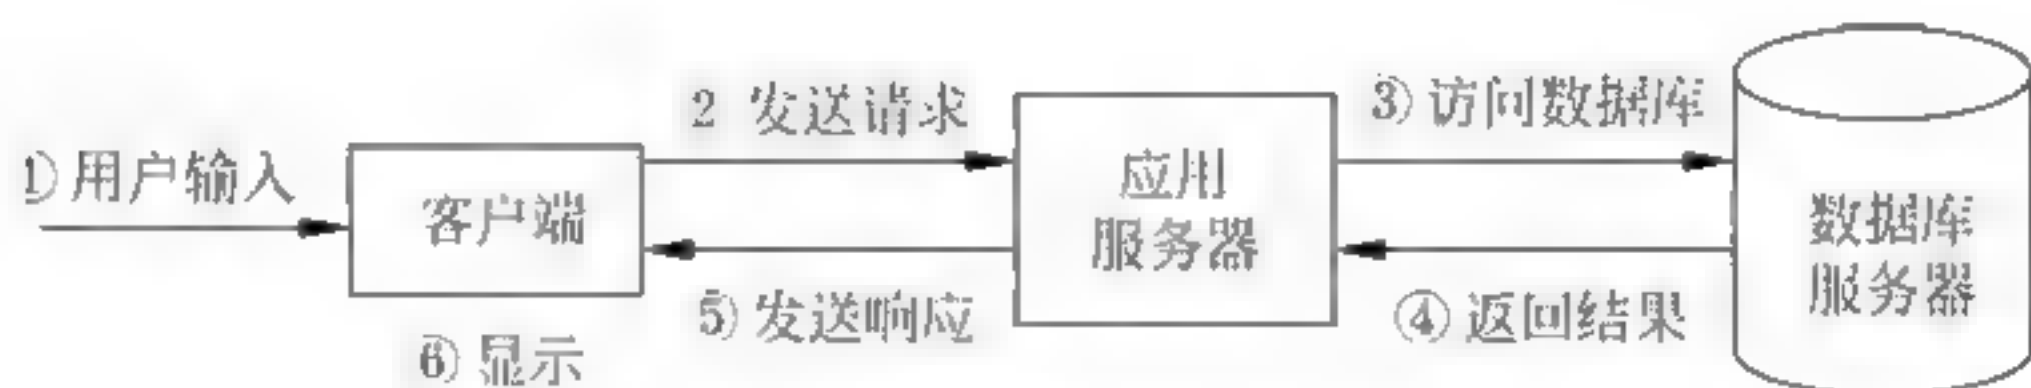 ① 用户输入
客户端
2 发送请求
应用
服务器
③ 访问数据库
数据库
服务器
④ 返回结果
⑤ 发送响应
⑥ 显示